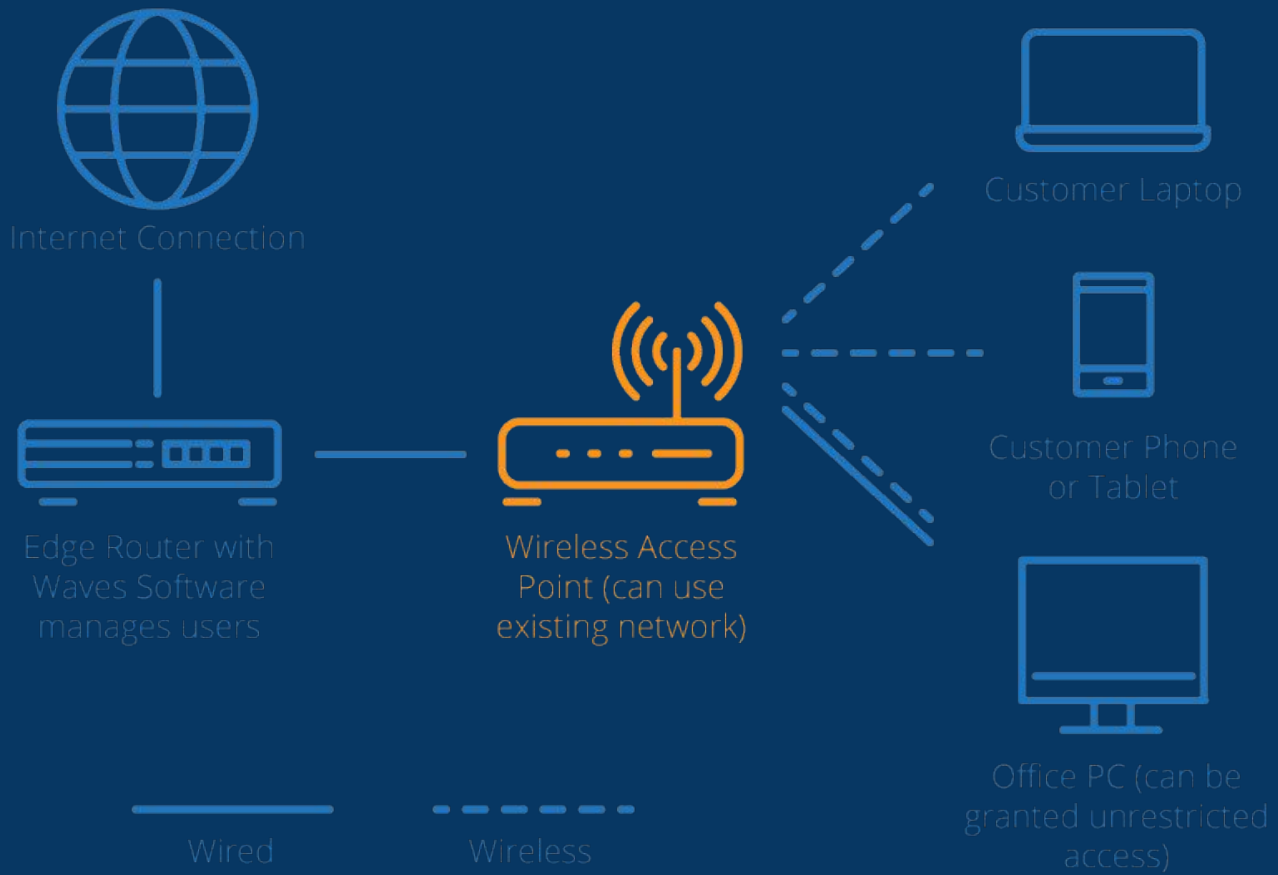 Internet Connection
Customer Laptop
Customer Phone
or Tablet
Edge Router with
Waves Software
manages users
Wireless Access
Point (can use
existing network)
Office PC (can be
granted unrestricted
access)
Wired
Wireless